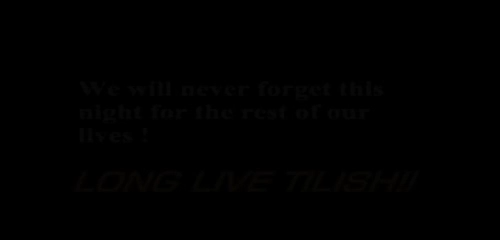 We will never forget this
night for the rest of our
lives !
LONG LIVE TILISH!!